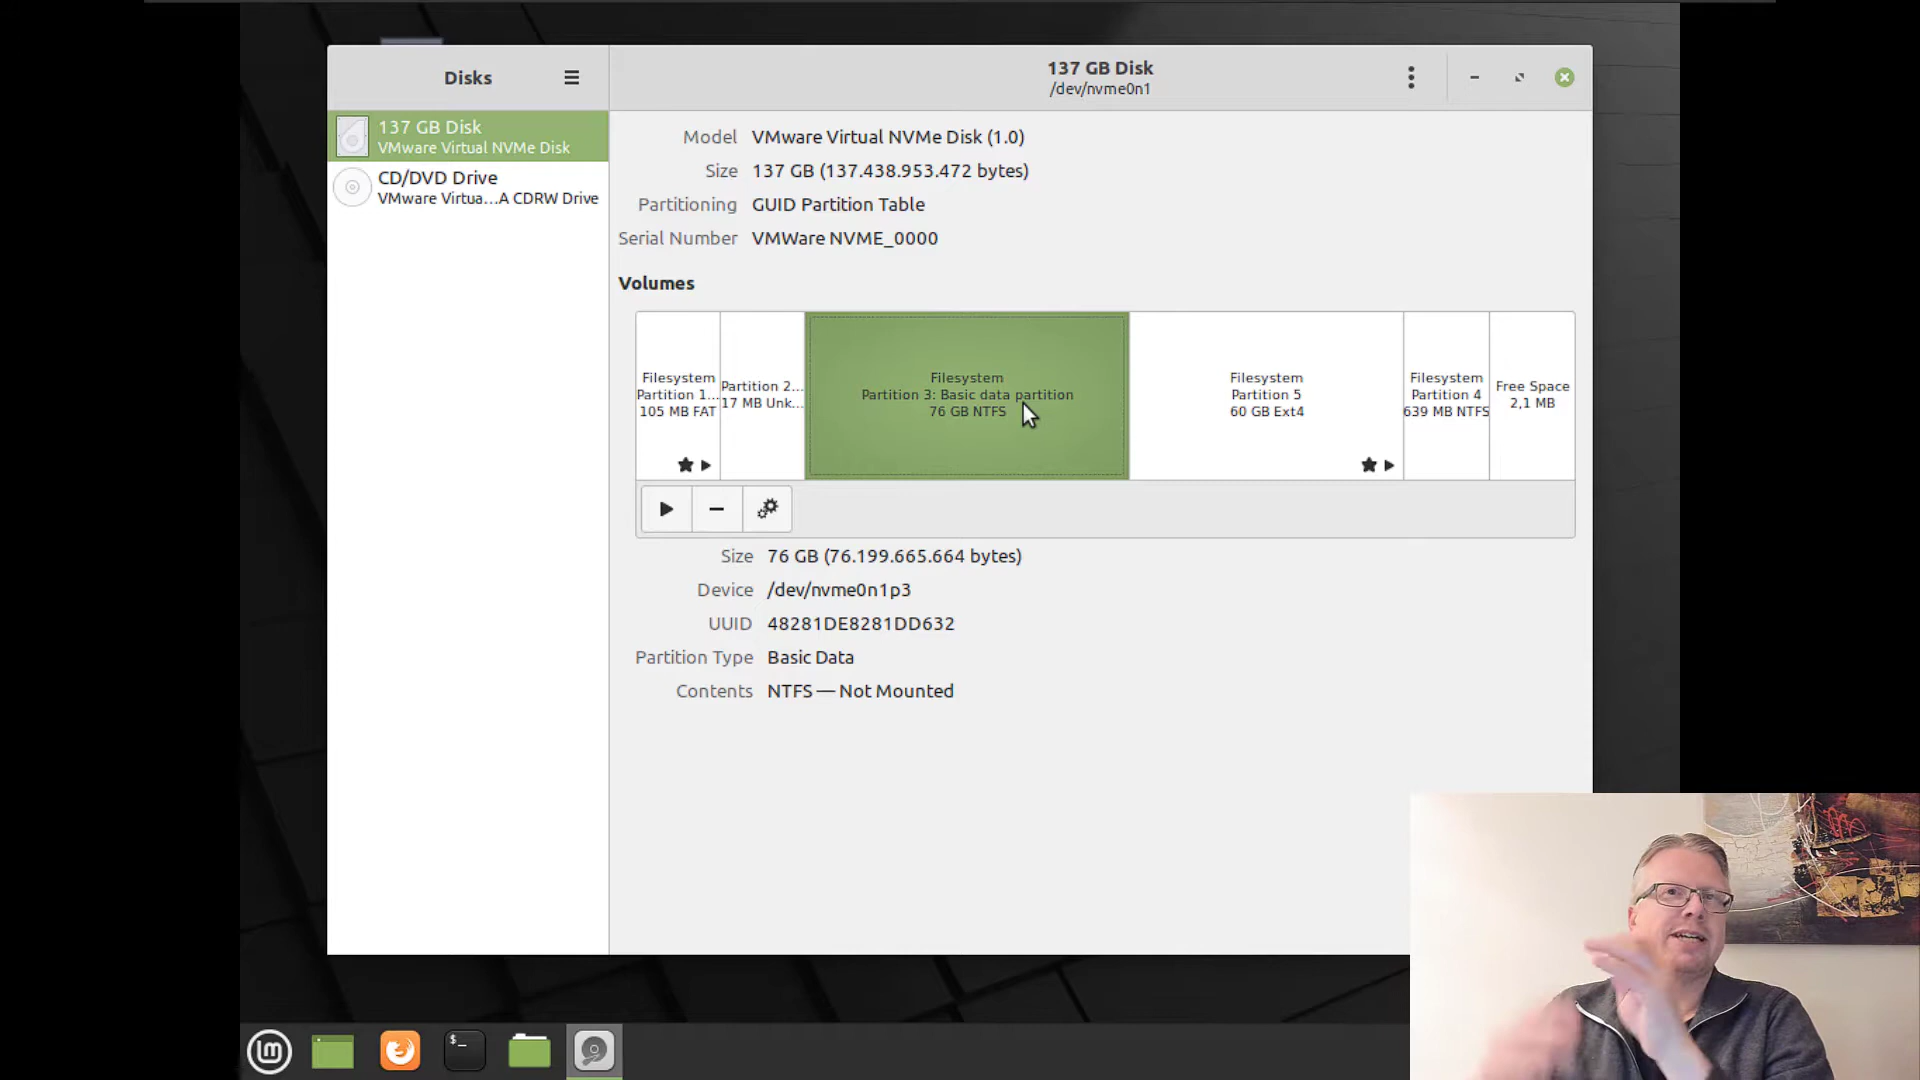 Disks
137 GB Disk
/dev/nvme0n1
137 GB Disk
VMware Virtual NVMe Disk
CD/DVD Drive
VMware Virtua...A CDRW Drive
Model VMware Virtual NVMe Disk (1.0)
Size 137 GB (137.438.953.472 bytes)
Partitioning GUID Partition Table
Serial Number VMWare NVME_0000
Volumes
Filesystem
Partition 1...
105 MB FAT
Partition 2...
17 MB Unk...
Filesystem
Partition 3: Basic data partition
76 GB NTFS
Filesystem
Partition 5
60 GB Ext4
Filesystem
Partition 4
639 MB NTFS
Free Space
2,1 MB
Size 76 GB (76.199.665.664 bytes)
Device /dev/nvme0n1p3
UUID 48281DE8281DD632
Partition Type Basic Data
Contents NTFS — Not Mounted
lm
$_